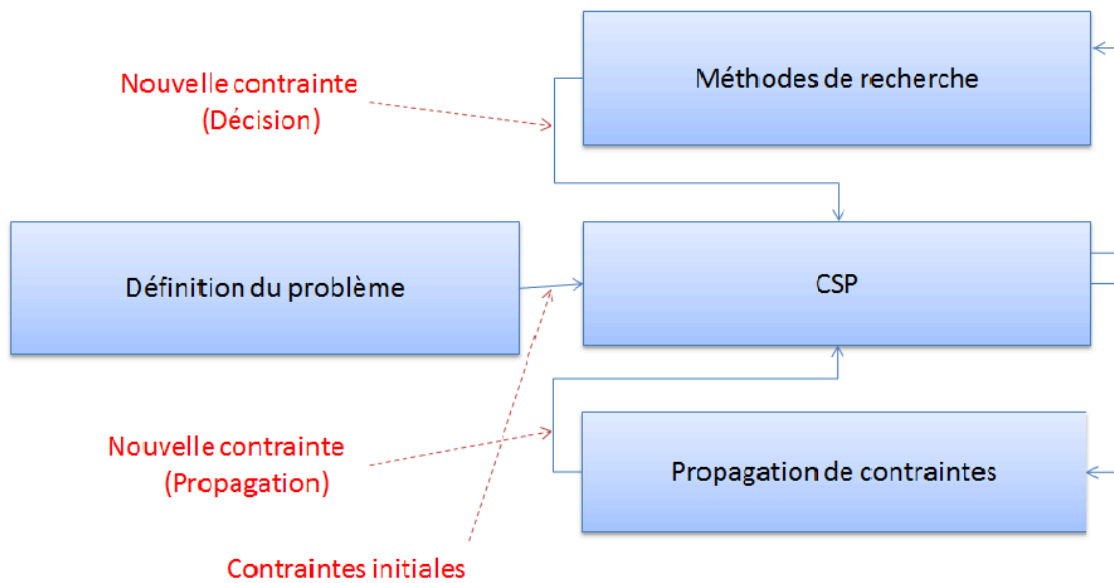 Méthodes de recherche
Nouvelle contrainte
(Décision)
Définition du problème
CSP
Nouvelle contrainte
(Propagation)
Propagation de contraintes
Contraintes initiales